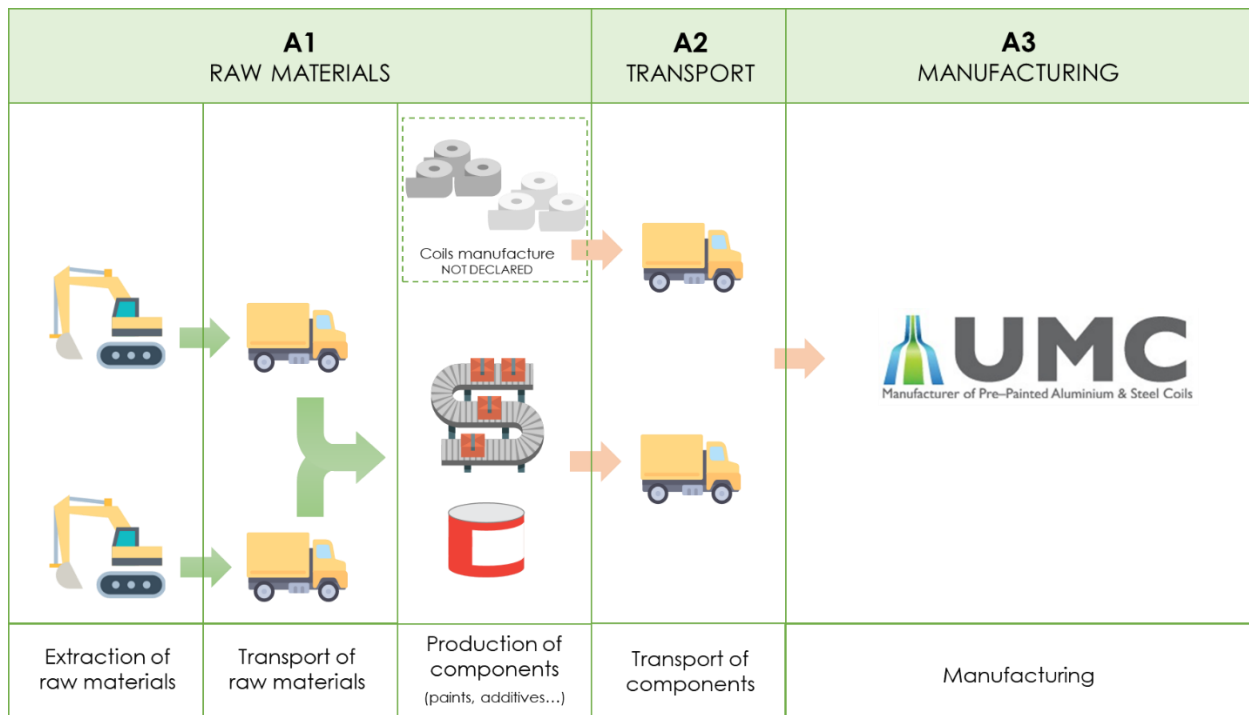 A1
RAW MATERIALS
A2
TRANSPORT
A3
MANUFACTURING
Coils manufacture
NOT DECLARED
UMC
Manufacturer of Pre–Painted Aluminium & Steel Coils
Extraction of
raw materials
Transport of
raw materials
Production of
components
(paints, additives...)
Transport of
components
Manufacturing